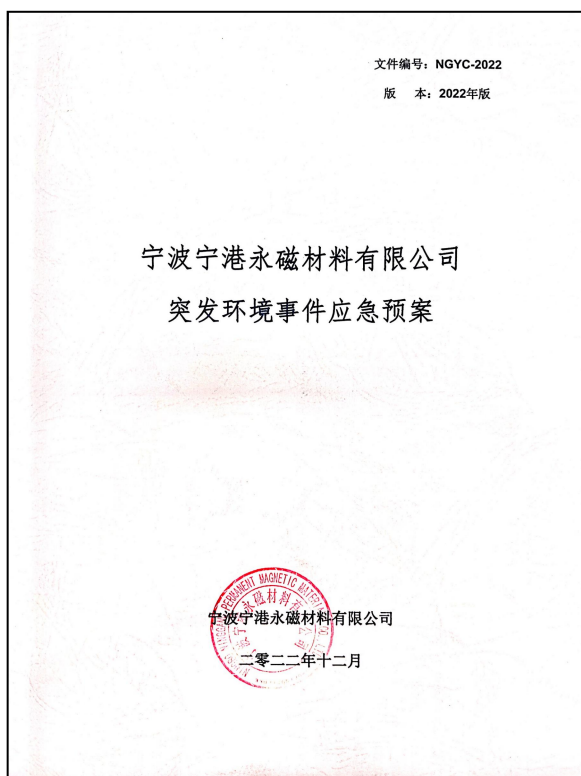 文件编号：NGYC-2022
版 本：2022年版
宁波宁港永磁材料有限公司
突发环境事件应急预案
宁波宁港永磁材料有限公司
二零二二年十二月